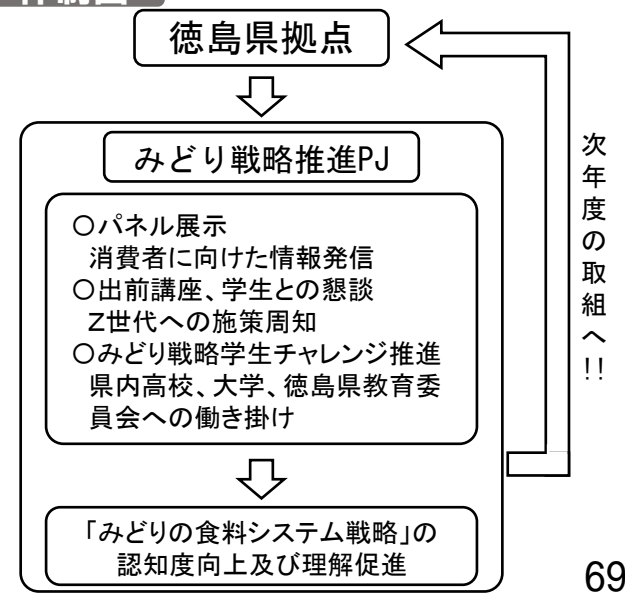 徳島県拠点
みどり戦略推進PJ
〇パネル展示
消費者に向けた情報発信
〇出前講座、学生との懇談
Z世代への施策周知
〇みどり戦略学生チャレンジ推進
県内高校、大学、徳島県教育委
員会への働き掛け
「みどりの食料システム戦略」の
認知度向上及び理解促進
次年度の取組へ!!
69